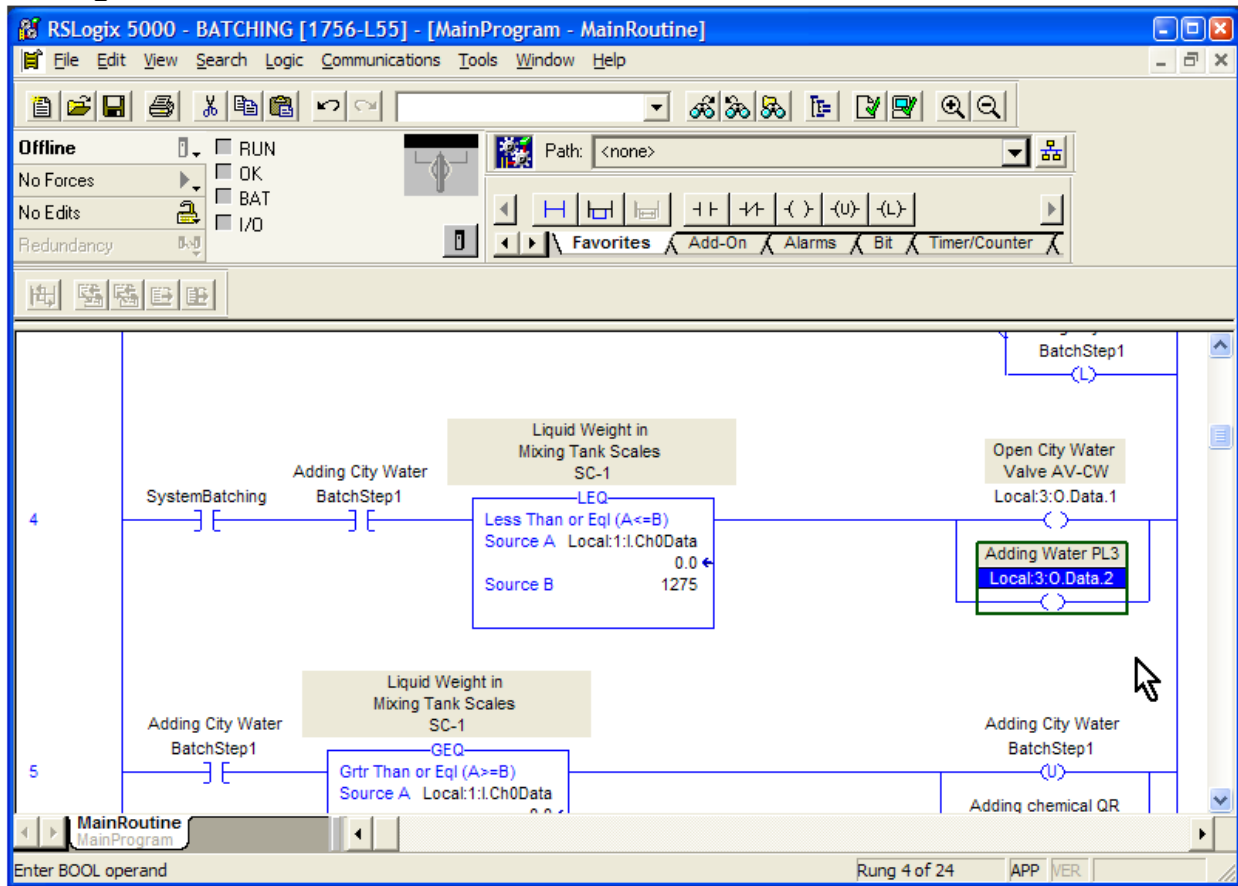 RSLogix 5000 - BATCHING [1756-L55] - [MainProgram - MainRoutine]
File Edit View Search Logic Communications Tools Window Help
Offline
RUN
No Forces
OK
No Edits
BAT
Redundancy
I/O
Path: <none>
Favorites Add-On Alarms Bit Timer/Counter
BatchStep1
(L)
4
SystemBatching
Adding City Water
BatchStep1
Liquid Weight in
Mixing Tank Scales
SC-1
LEQ
Less Than or Eql (A<=B)
Source A Local:1:I.Ch0Data
0.0
Source B 1275
Open City Water
Valve AV-CW
Local:3:O.Data.1
Adding Water PL3
Local:3:O.Data.2
5
Adding City Water
BatchStep1
Liquid Weight in
Mixing Tank Scales
SC-1
GEQ
Grtr Than or Eql (A>=B)
Source A Local:1:I.Ch0Data
Adding City Water
BatchStep1
(U)
Adding chemical QR
MainRoutine
MainProgram
Enter BOOL operand
Rung 4 of 24
APP
VER